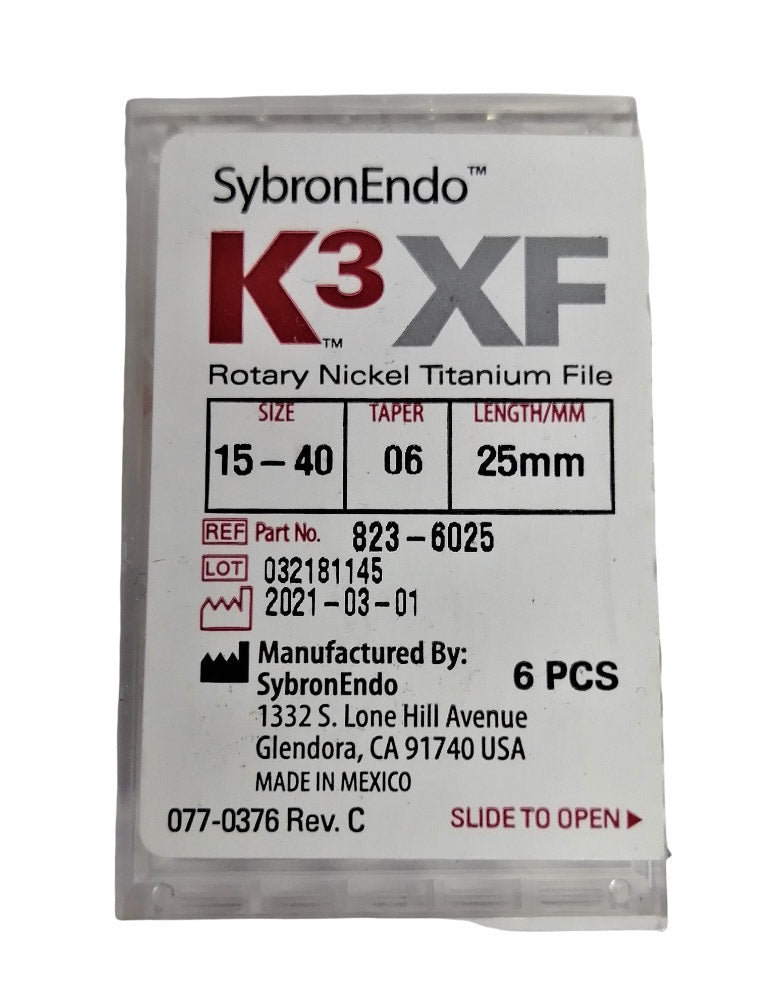 SybronEndo™
K³™ XF
Rotary Nickel Titanium File
SIZE TAPER LENGTH/MM
15-40 06 25mm
REF Part No. 823-6025
LOT 032181145
2021-03-01
Manufactured By:
SybronEndo 6 PCS
1332 S. Lone Hill Avenue
Glendora, CA 91740 USA
MADE IN MEXICO
077-0376 Rev. C SLIDE TO OPEN▶